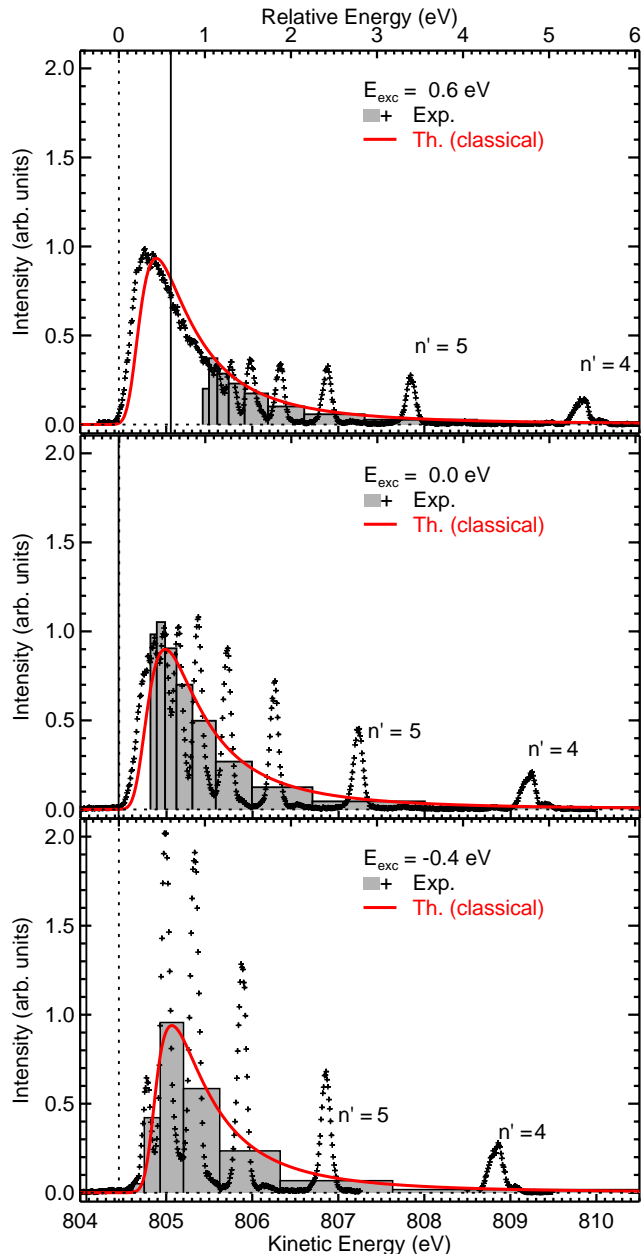 Relative Energy (eV)
0 1 2 3 4 5 6
2.0
E_exc = 0.6 eV
+ Exp.
Th. (classical)
1.5
Intensity (arb. units)
1.0
0.5
n' = 5
n' = 4
0.0
2.0
E_exc = 0.0 eV
+ Exp.
Th. (classical)
1.5
Intensity (arb. units)
1.0
0.5
n' = 5
n' = 4
0.0
2.0
E_exc = -0.4 eV
+ Exp.
Th. (classical)
1.5
Intensity (arb. units)
1.0
0.5
n' = 5
n' = 4
0.0
804 805 806 807 808 809 810
Kinetic Energy (eV)